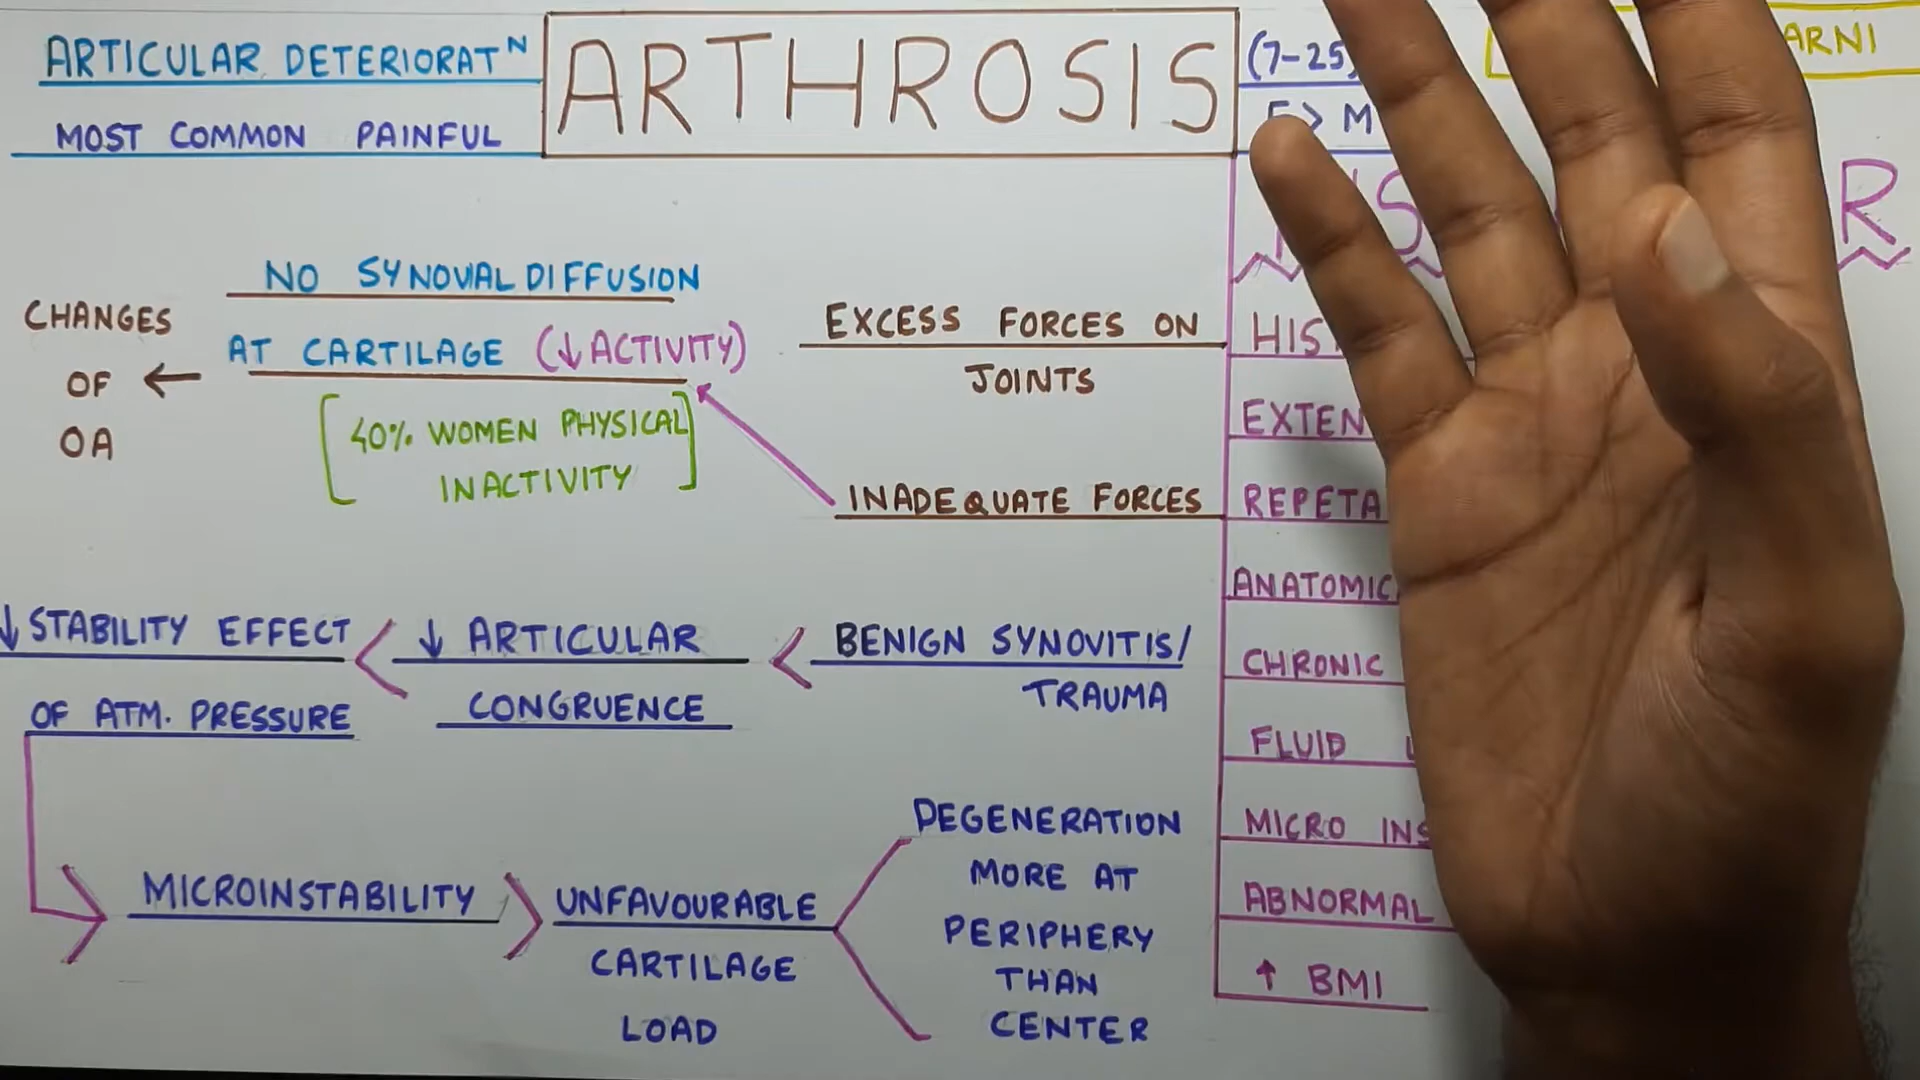 ARTICULAR DETERIORATᴺ
MOST COMMON PAINFUL
ARTHROSIS
(7-25)
F > M
ARNI
R
NO SYNOVIAL DIFFUSION
AT CARTILAGE (↓ ACTIVITY)
[40% WOMEN PHYSICAL
INACTIVITY]
CHANGES
OF
OA
←
EXCESS FORCES ON
JOINTS
INADEQUATE FORCES
BENIGN SYNOVITIS/
TRAUMA
↓ ARTICULAR
CONGRUENCE
↓ STABILITY EFFECT
OF ATM. PRESSURE
MICROINSTABILITY
UNFAVOURABLE
CARTILAGE
LOAD
DEGENERATION
MORE AT
PERIPHERY
THAN
CENTER
HIS
EXTEN
REPETA
ANATOMIC
CHRONIC
FLUID
MICRO INS
ABNORMAL
↑ BMI